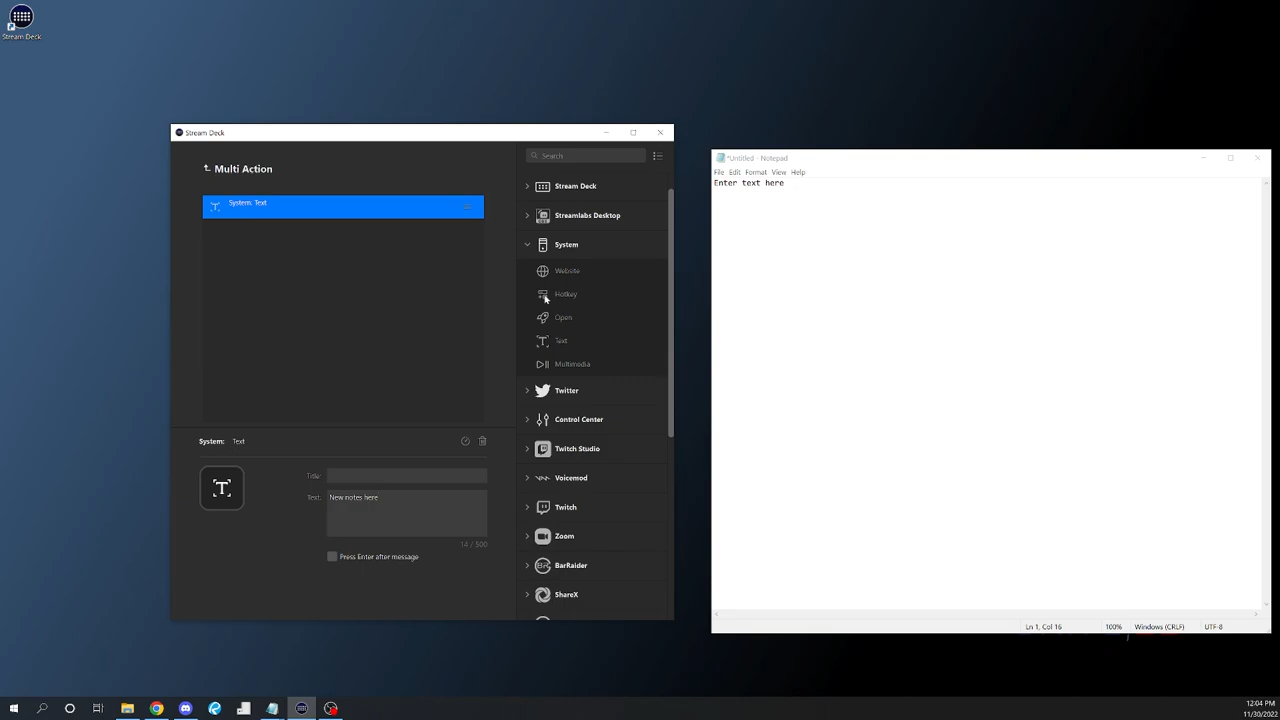 Stream Deck
Stream Deck
Multi Action
System: Text
System:
Text
Title:
Text:
New notes here
14 / 500
Press Enter after message
Search
Stream Deck
Streamlabs Desktop
System
Website
Hotkey
Open
Text
Multimedia
Twitter
Control Center
Twitch Studio
Voicemod
Twitch
Zoom
BarRaider
ShareX
*Untitled - Notepad
File Edit Format View Help
Enter text here
Ln 1, Col 16
100%
Windows (CRLF)
UTF-8
12:04 PM
11/30/2022